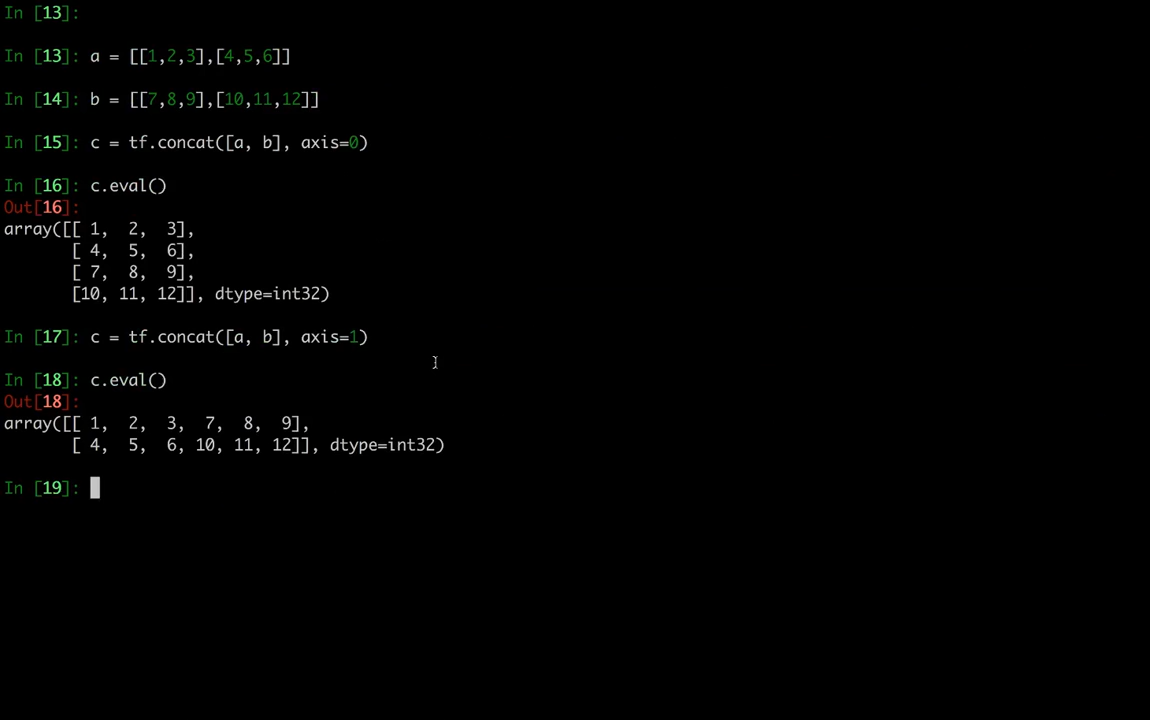 In [13]:
In [13]: a = [[1,2,3],[4,5,6]]
In [14]: b = [[7,8,9],[10,11,12]]
In [15]: c = tf.concat([a, b], axis=0)
In [16]: c.eval()
Out[16]:
array([[ 1,  2,  3],
       [ 4,  5,  6],
       [ 7,  8,  9],
       [10, 11, 12]], dtype=int32)
In [17]: c = tf.concat([a, b], axis=1)
In [18]: c.eval()
Out[18]:
array([[ 1,  2,  3,  7,  8,  9],
       [ 4,  5,  6, 10, 11, 12]], dtype=int32)
In [19]: